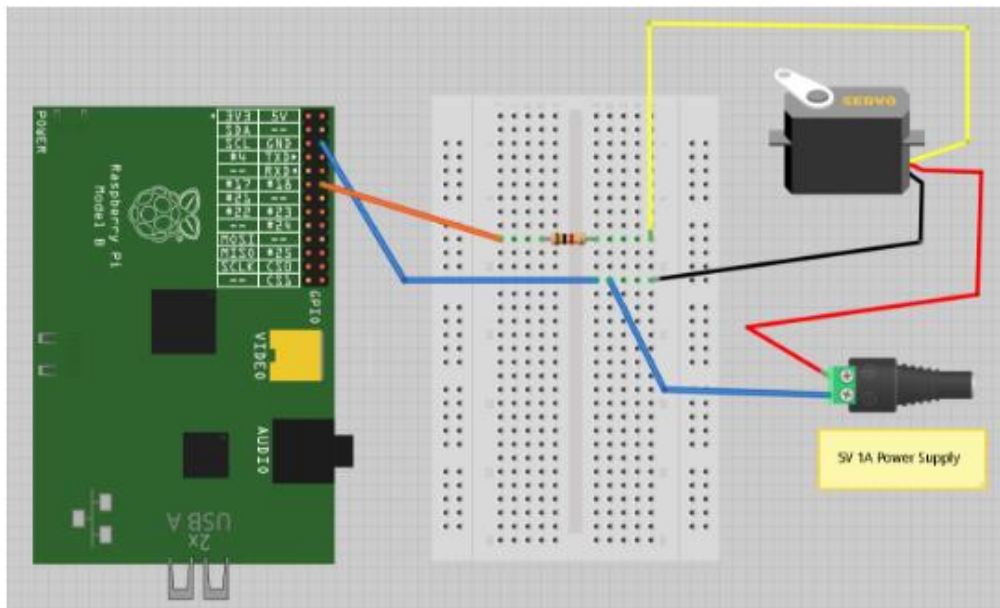 POWER
Raspberry Pi
Model B
* 3V3 5V
SDA --
SCL GND
#4 TXD*
-- RXD*
#17 #18
#21 --
#22 #23
-- #24
MOSI --
MISO #25
SCLK CS0
-- CS1
GPIO
VIDEO
AUDIO
2x
USB A
SERVO
5V 1A Power Supply